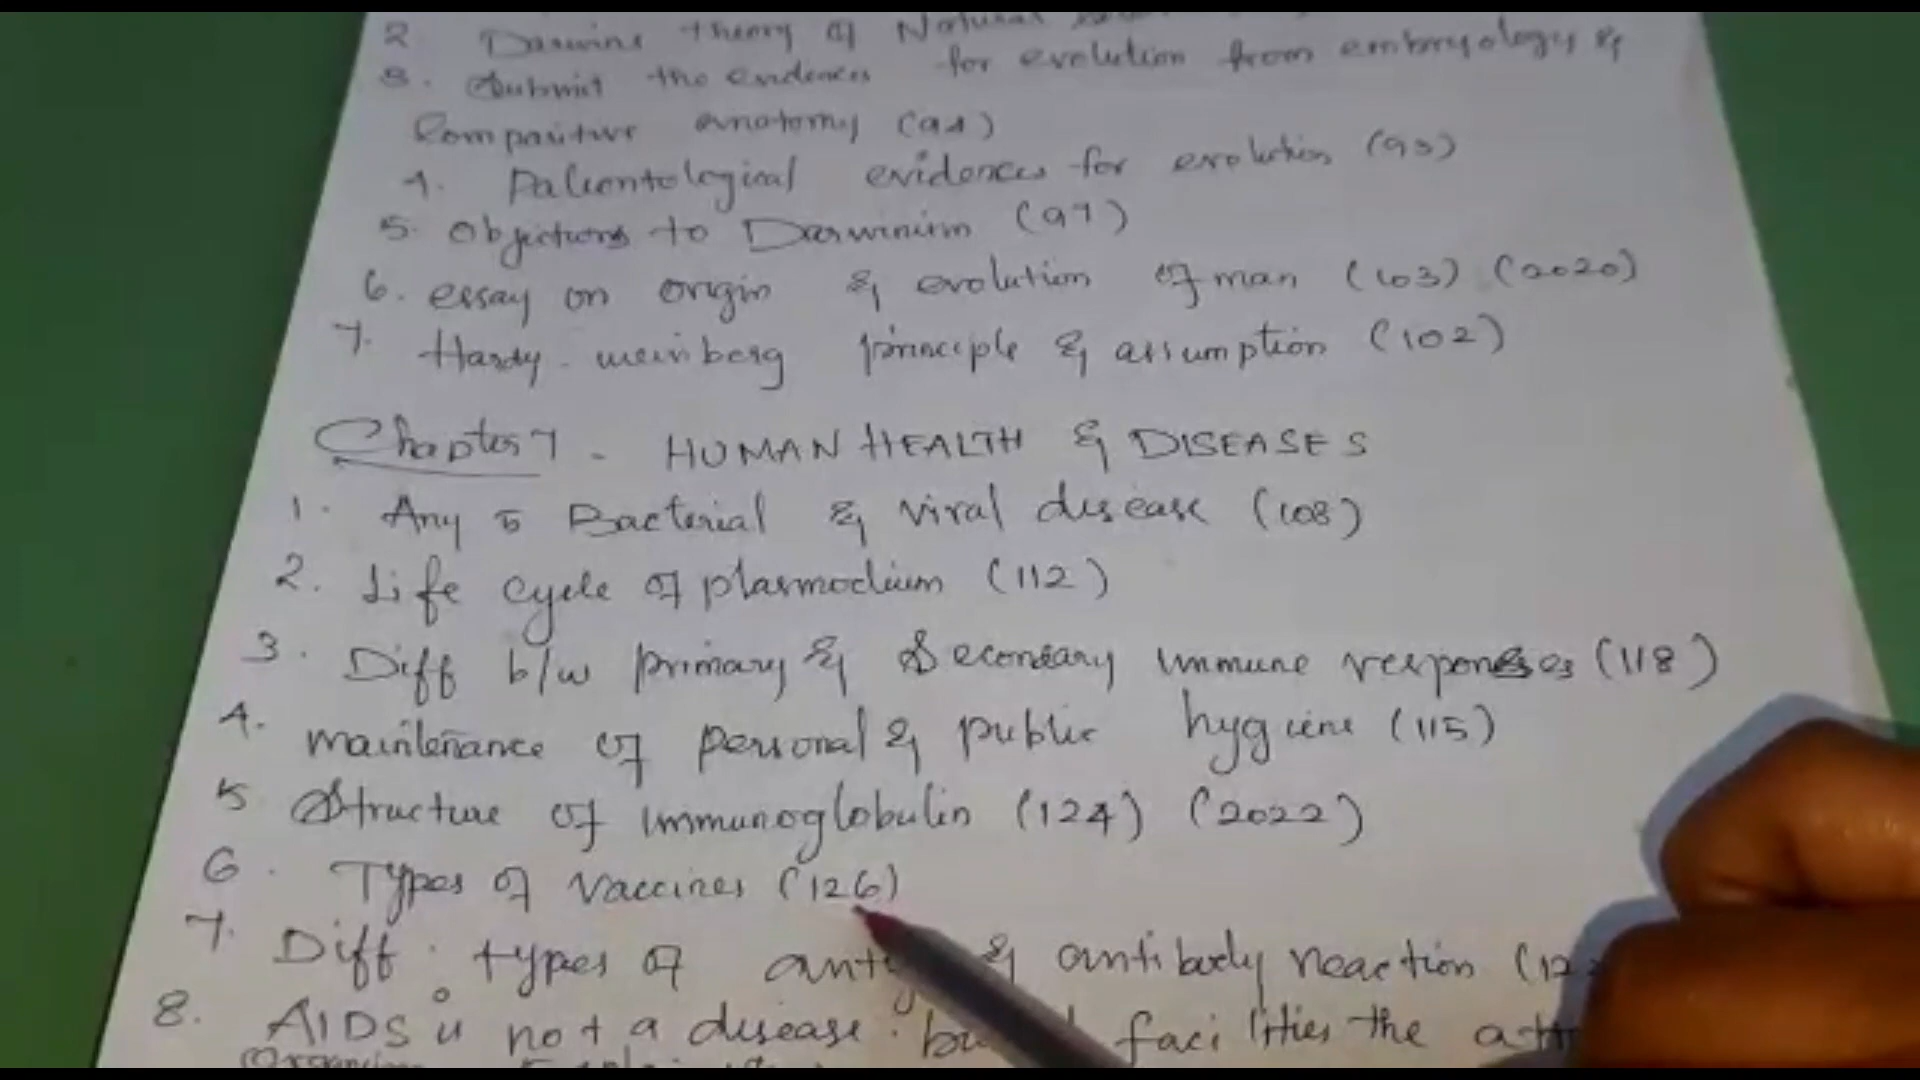 2. Darwins theory of Natural
3. Submit the evidences for evolution from embryology &
Comparitive anatomy (94)
4. Paleontological evidences for evolution (93)
5. Objections to Darwinism (97)
6. essay on origin & evolution of man (103) (2020)
7. Hardy-weinberg principle & assumption (102)
Chapter 7 - HUMAN HEALTH & DISEASES
1. Any 5 Bacterial & viral disease (108)
2. Life cycle of plasmodium (112)
3. Diff b/w primary & Secondary immune responses (118)
4. maintenance of personal & public hygiene (115)
5 Structure of immunoglobulin (124) (2022)
6. Types of vaccines (126)
7. Diff. types of & antibody reaction
8. AIDS is not a disease facilities the